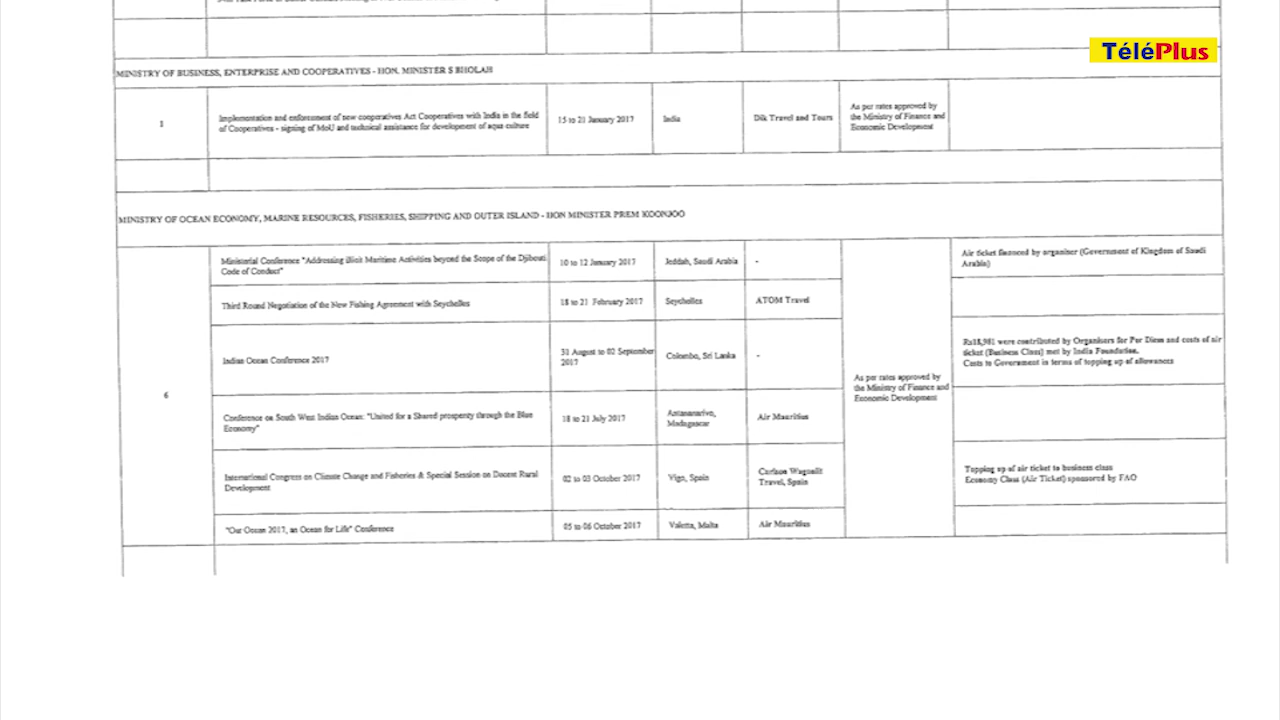 TéléPlus
MINISTRY OF BUSINESS, ENTERPRISE AND COOPERATIVES - HON. MINISTER S BHOLAH
1
Implementation and enforcement of new cooperatives Act Cooperatives with India in the field
of Cooperatives - signing of MoU and technical assistance for development of aqua culture
15 to 21 January 2017
India
Dilk Travel and Tours
As per rates approved by
the Ministry of Finance and
Economic Development
MINISTRY OF OCEAN ECONOMY, MARINE RESOURCES, FISHERIES, SHIPPING AND OUTER ISLAND - HON MINISTER PREM KOONJOO
6
Ministerial Conference "Addressing illicit Maritime Activities beyond the Scope of the Djibouti
Code of Conduct"
10 to 12 January 2017
Jeddah, Saudi Arabia
-
Air ticket financed by organiser (Government of Kingdom of Saudi
Arabia)
Third Round Negotiation of the New Fishing Agreement with Seychelles
18 to 21 February 2017
Seychelles
ATOM Travel
Indian Ocean Conference 2017
31 August to 02 September
2017
Colombo, Sri Lanka
-
Rs18,981 were contributed by Organisers for Per Diem and costs of air
ticket (Business Class) met by India Foundation.
Costs to Government in terms of topping up of allowances
As per rates approved by
the Ministry of Finance and
Economic Development
Conference on South West Indian Ocean: "United for a Shared prosperity through the Blue
Economy"
18 to 21 July 2017
Antananarivo,
Madagascar
Air Mauritius
International Congress on Climate Change and Fisheries & Special Session on Decent Rural
Development
02 to 03 October 2017
Vigo, Spain
Carlson Wagonlit
Travel, Spain
Topping up of air ticket to business class
Economy Class (Air Ticket) sponsored by FAO
"Our Ocean 2017, an Ocean for Life" Conference
05 to 06 October 2017
Valetta, Malta
Air Mauritius